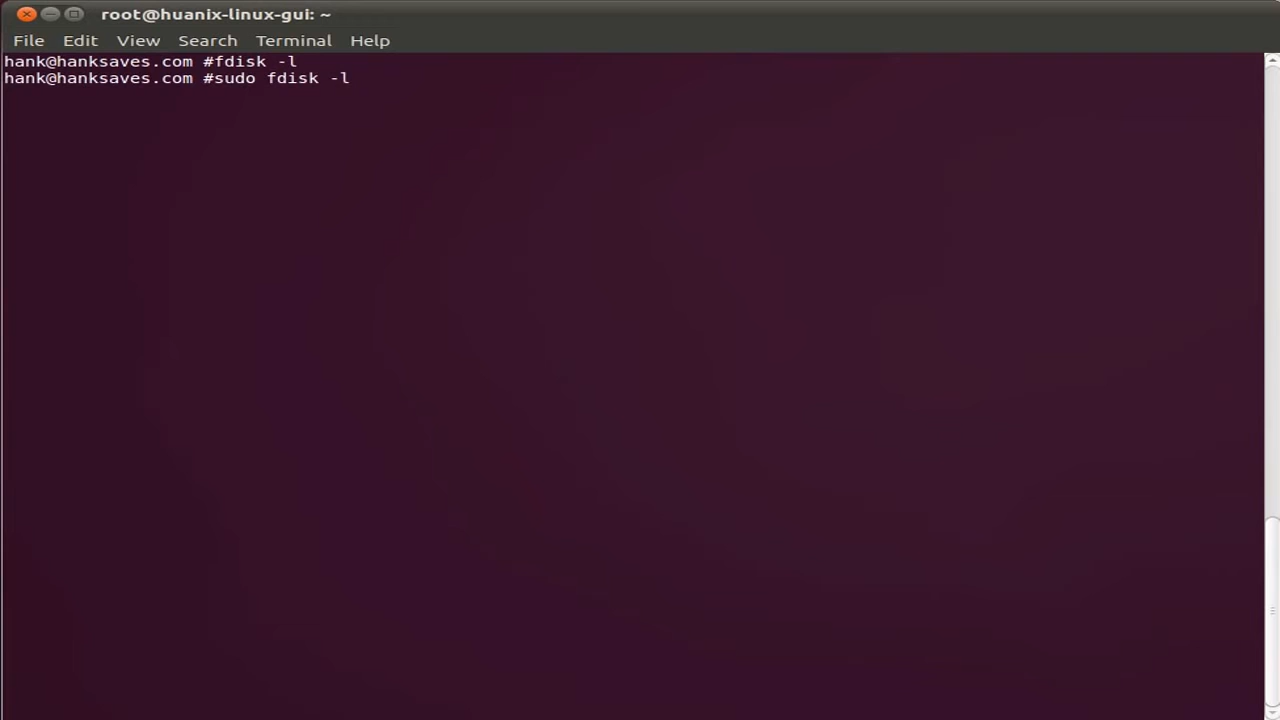 root@huanix-linux-gui: ~
File Edit View Search Terminal Help
hank@hanksaves.com #fdisk -l
hank@hanksaves.com #sudo fdisk -l